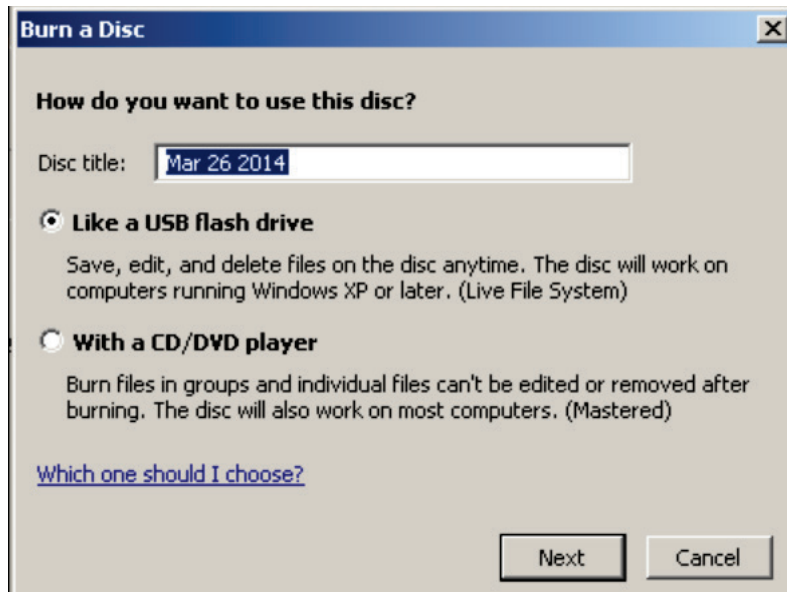 Burn a Disc
How do you want to use this disc?
Disc title: Mar 26 2014
Like a USB flash drive
Save, edit, and delete files on the disc anytime. The disc will work on
computers running Windows XP or later. (Live File System)
With a CD/DVD player
Burn files in groups and individual files can't be edited or removed after
burning. The disc will also work on most computers. (Mastered)
Which one should I choose?
Next Cancel